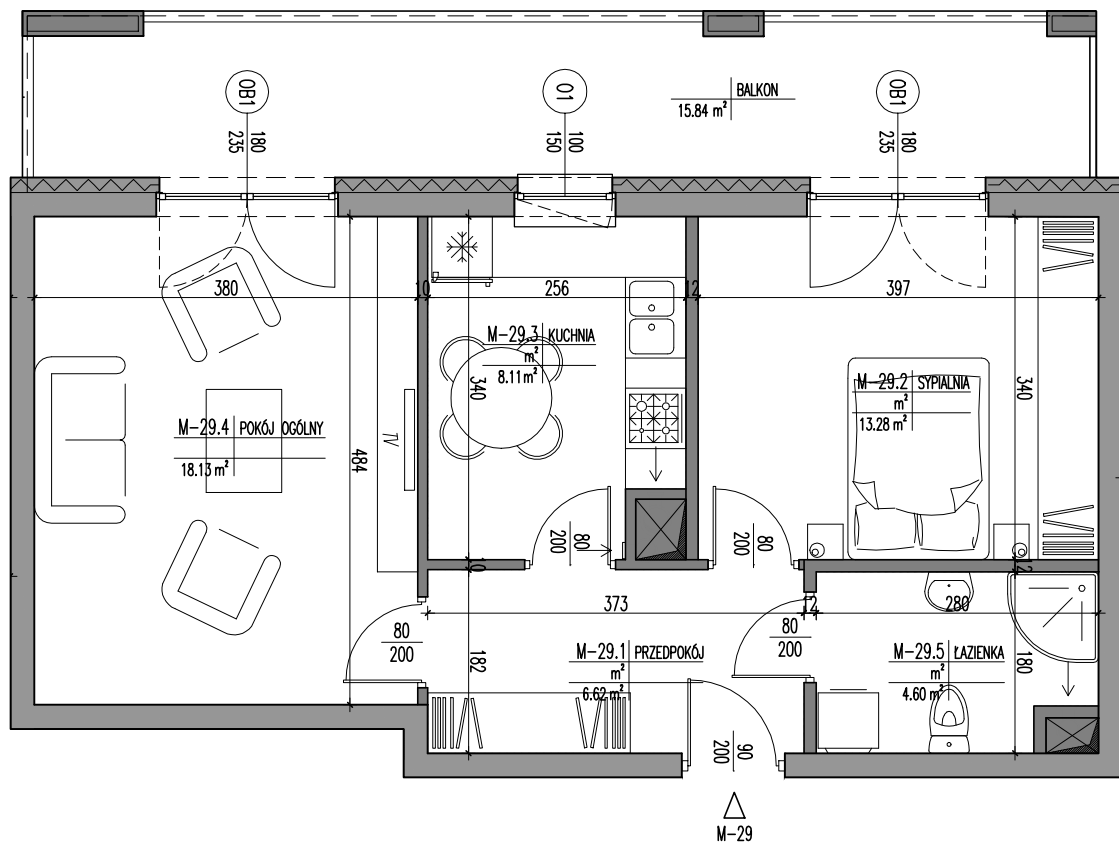 OB1
180
235
O1
100
150
BALKON
15.84 m²
OB1
180
235
380
10
256
12
397
M-29.3 KUCHNIA
m²
8.11 m²
340
M-29.2 SYPIALNIA
m²
13.28 m²
340
M-29.4 POKÓJ OGÓLNY
18.13 m²
484
TV
80
200
80
200
10
12
373
12
280
80
200
80
200
182
M-29.1 PRZEDPOKÓJ
m²
6.62 m²
M-29.5 ŁAZIENKA
m²
4.60 m²
180
90
200
M-29